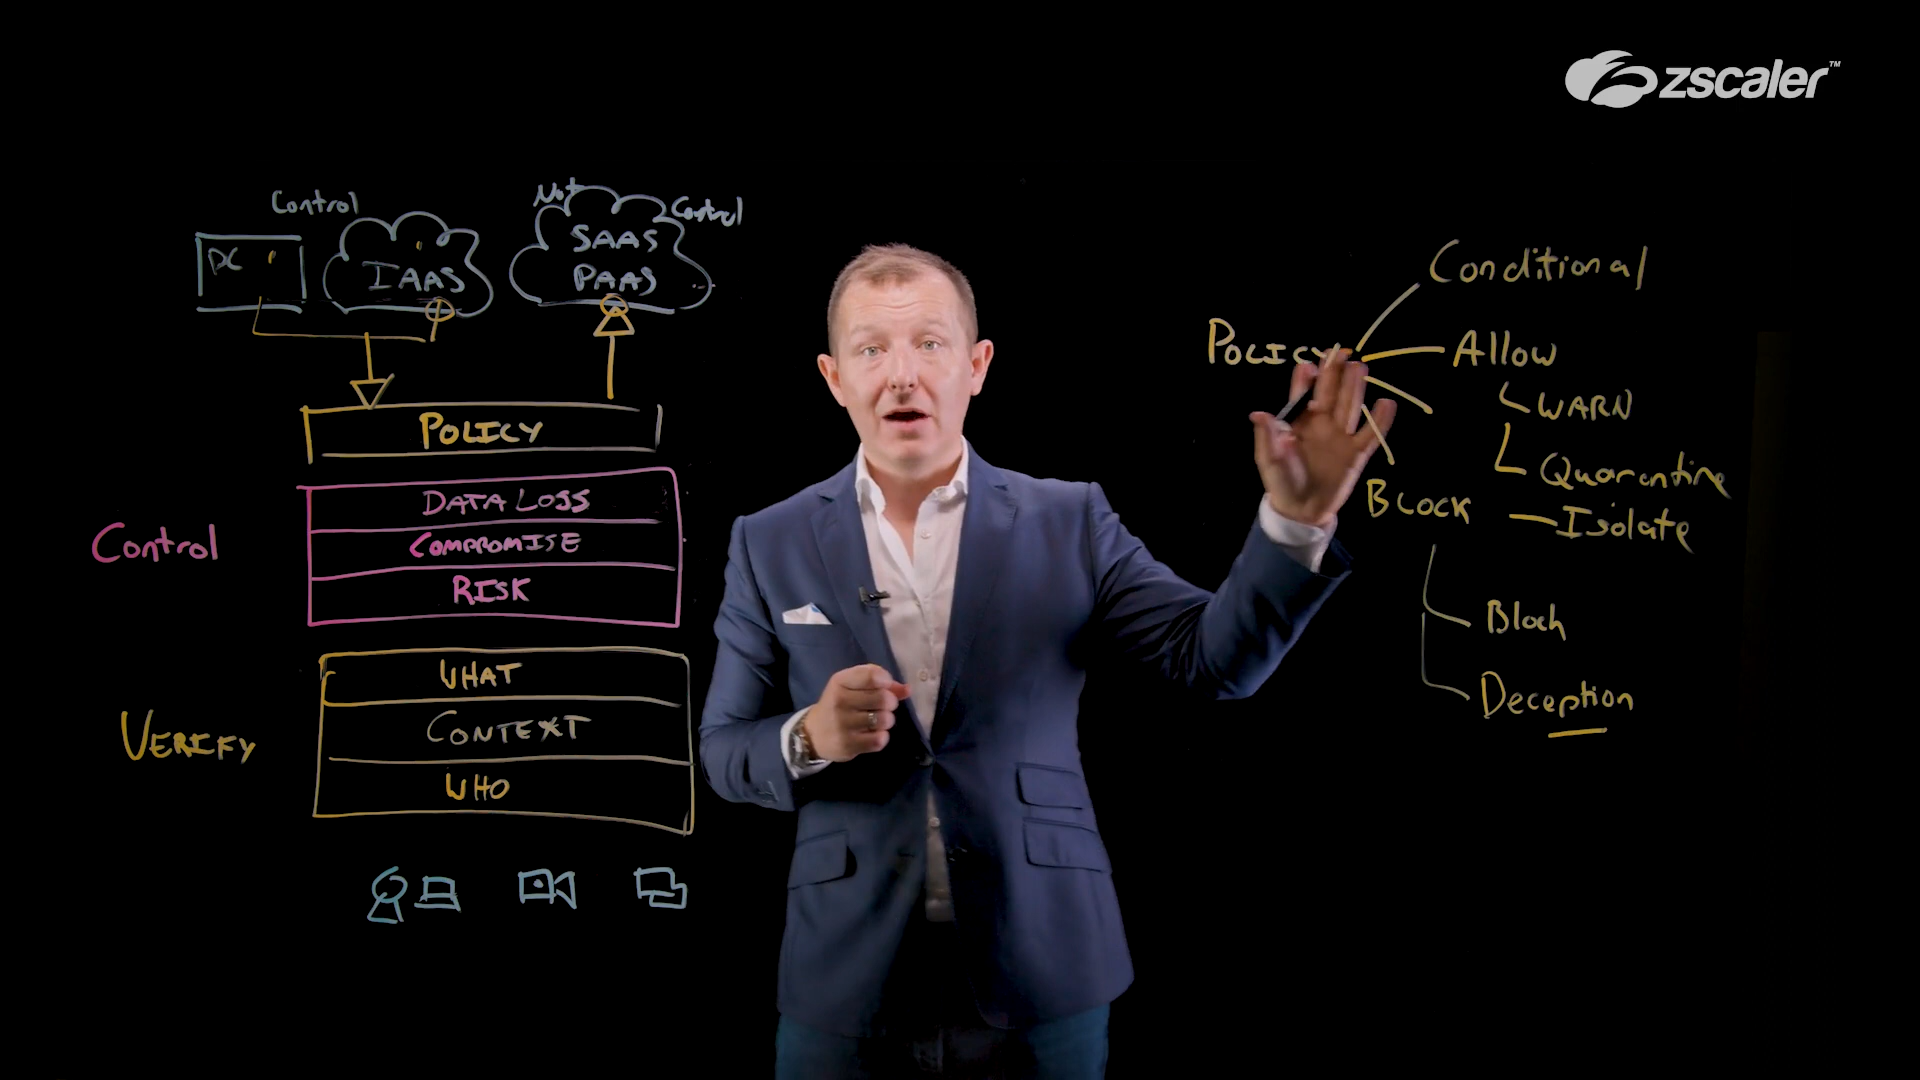 zscaler™
Control
Not
Control
DC
IAAS
SAAS
PAAS
POLICY
Control
DATA LOSS
COMPROMISE
RISK
VERIFY
WHAT
CONTEXT
WHO
POLICY
Conditional
Allow
WARN
Quarantine
BLOCK
Isolate
Block
Deception